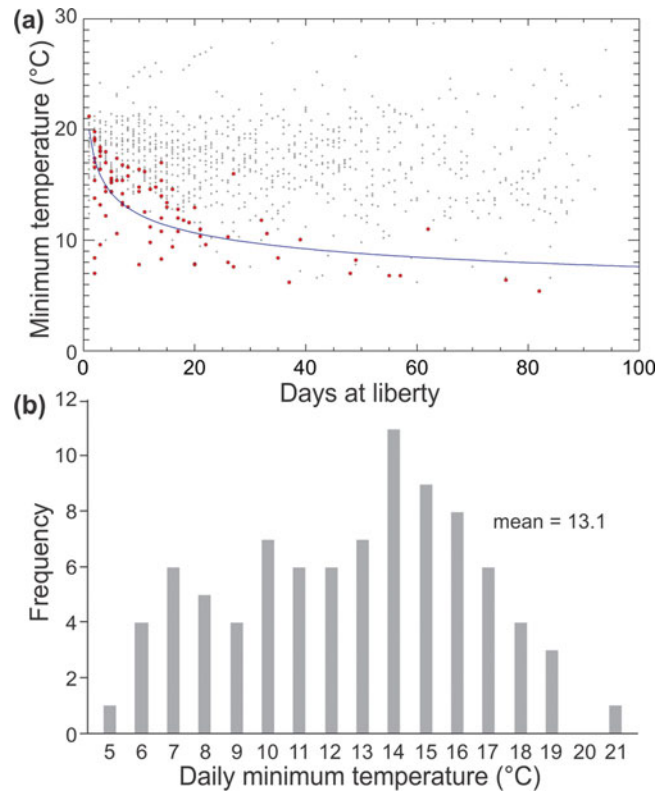 (a)
30
20
10
0
Minimum temperature (°C)
0 20 40 60 80 100
Days at liberty
(b)
12
10
8
6
4
2
0
Frequency
mean = 13.1
5 6 7 8 9 10 11 12 13 14 15 16 17 18 19 20 21
Daily minimum temperature (°C)